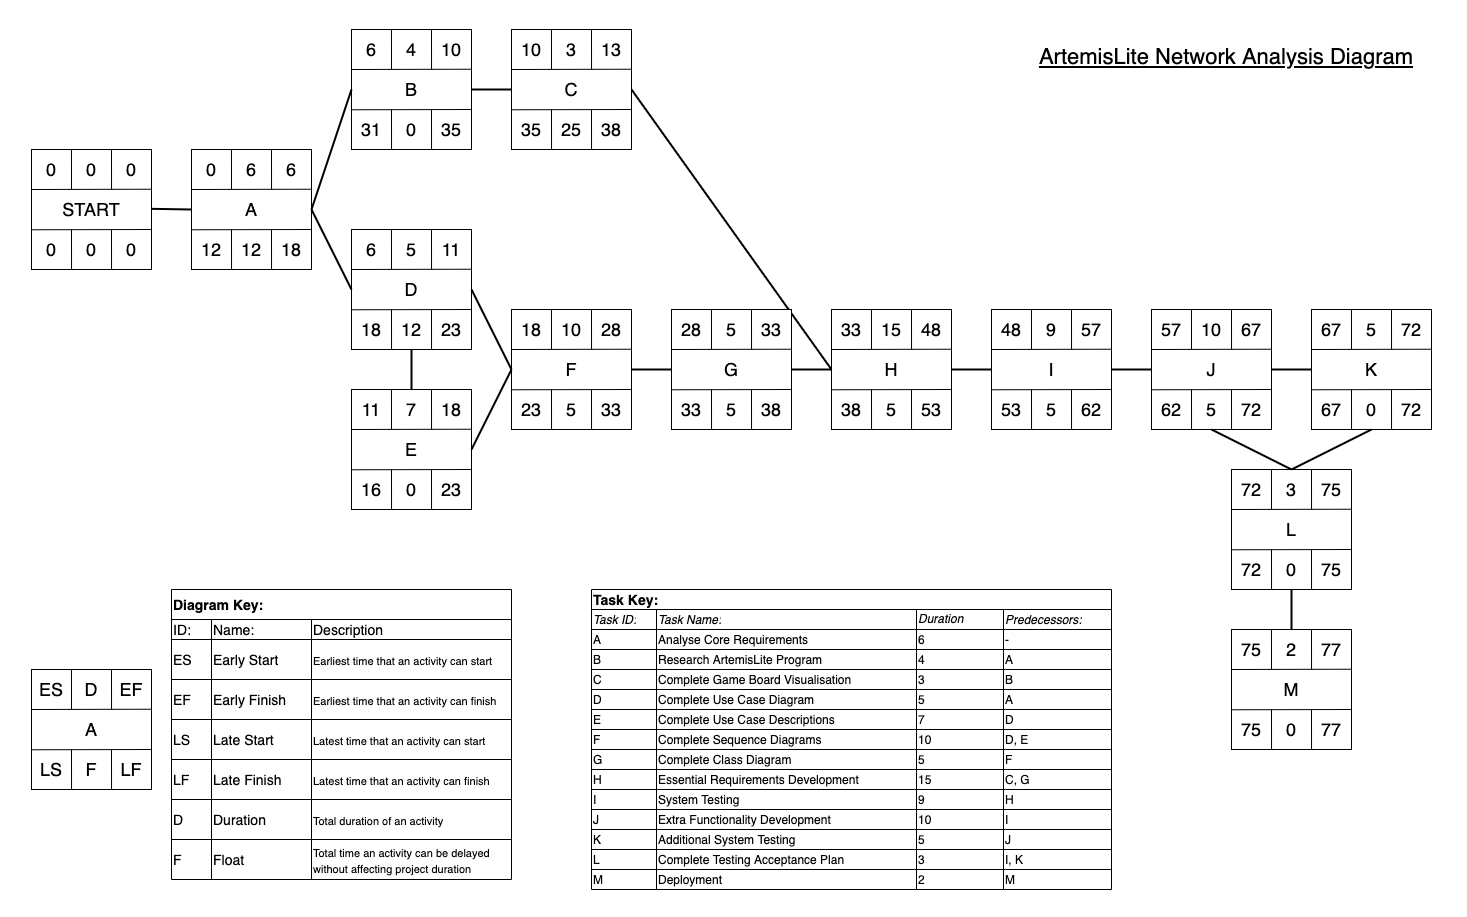 ArtemisLite Network Analysis Diagram
6 4 10
B
31 0 35
10 3 13
C
35 25 38
0 0 0
START
0 0 0
0 6 6
A
12 12 18
6 5 11
D
18 12 23
11 7 18
E
16 0 23
18 10 28
F
23 5 33
28 5 33
G
33 5 38
33 15 48
H
38 5 53
48 9 57
I
53 5 62
57 10 67
J
62 5 72
67 5 72
K
67 0 72
72 3 75
L
72 0 75
75 2 77
M
75 0 77
ES D EF
A
LS F LF
Diagram Key:
ID: Name: Description
ES Early Start Earliest time that an activity can start
EF Early Finish Earliest time that an activity can finish
LS Late Start Latest time that an activity can start
LF Late Finish Latest time that an activity can finish
D Duration Total duration of an activity
F Float Total time an activity can be delayed
without affecting project duration
Task Key:
Task ID: Task Name: Duration Predecessors:
A Analyse Core Requirements 6 -
B Research ArtemisLite Program 4 A
C Complete Game Board Visualisation 3 B
D Complete Use Case Diagram 5 A
E Complete Use Case Descriptions 7 D
F Complete Sequence Diagrams 10 D, E
G Complete Class Diagram 5 F
H Essential Requirements Development 15 C, G
I System Testing 9 H
J Extra Functionality Development 10 I
K Additional System Testing 5 J
L Complete Testing Acceptance Plan 3 I, K
M Deployment 2 M